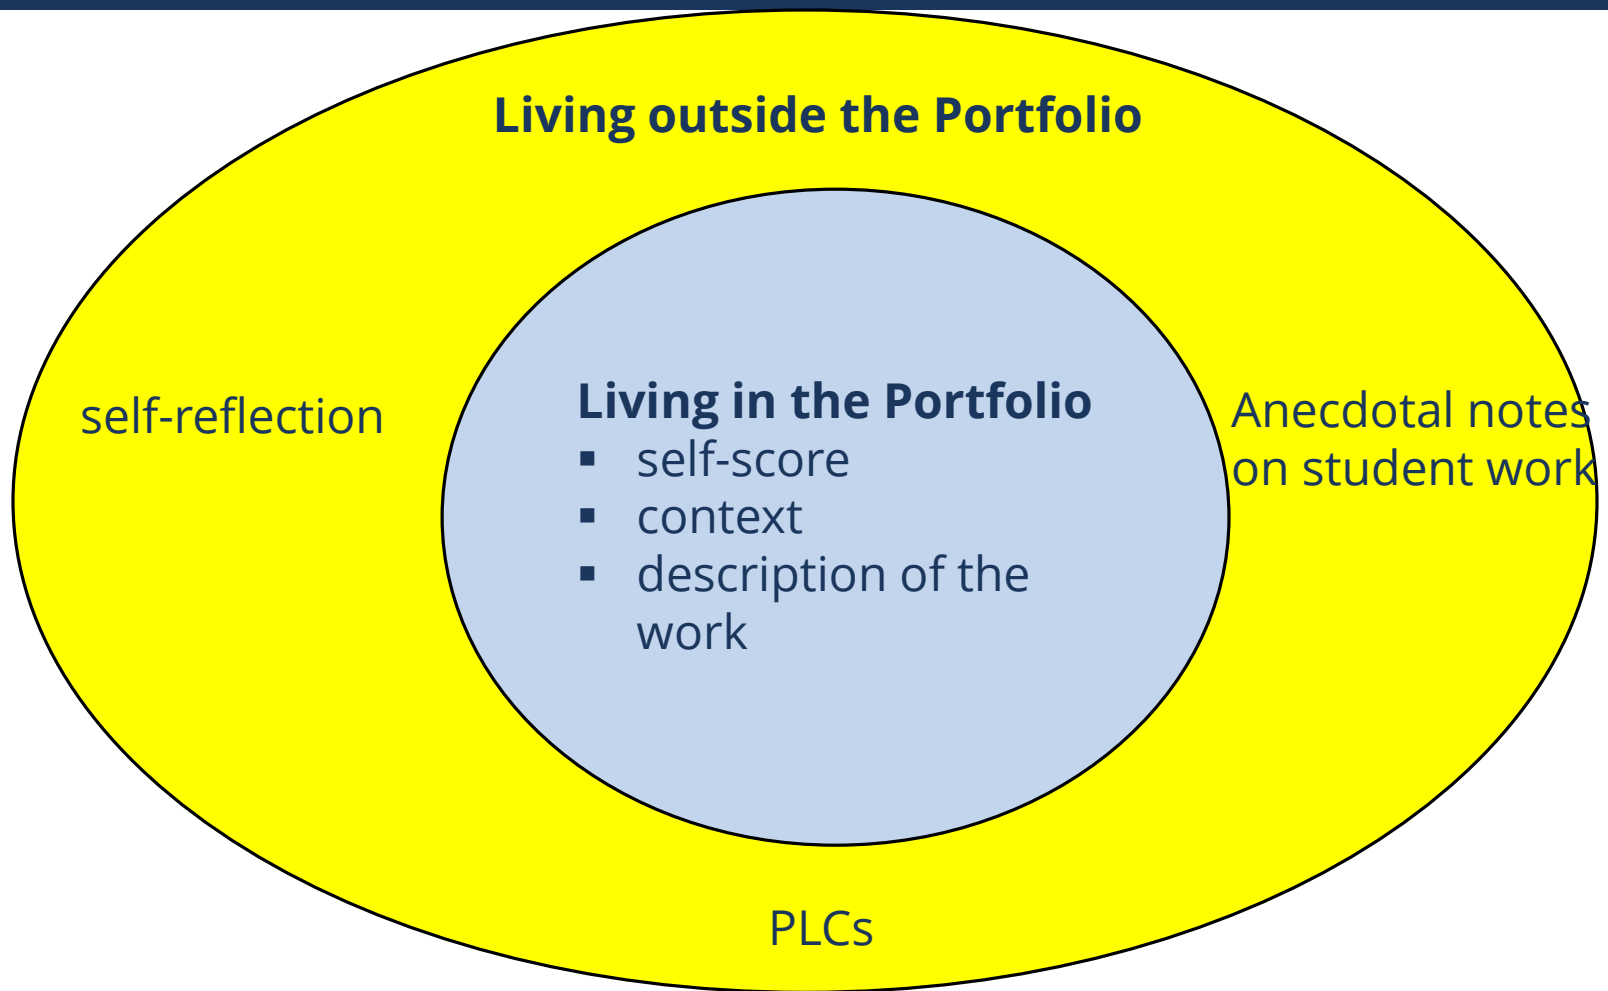 Living outside the Portfolio
self-reflection
Living in the Portfolio
▪ self-score
▪ context
▪ description of the
work
Anecdotal notes
on student work
PLCs